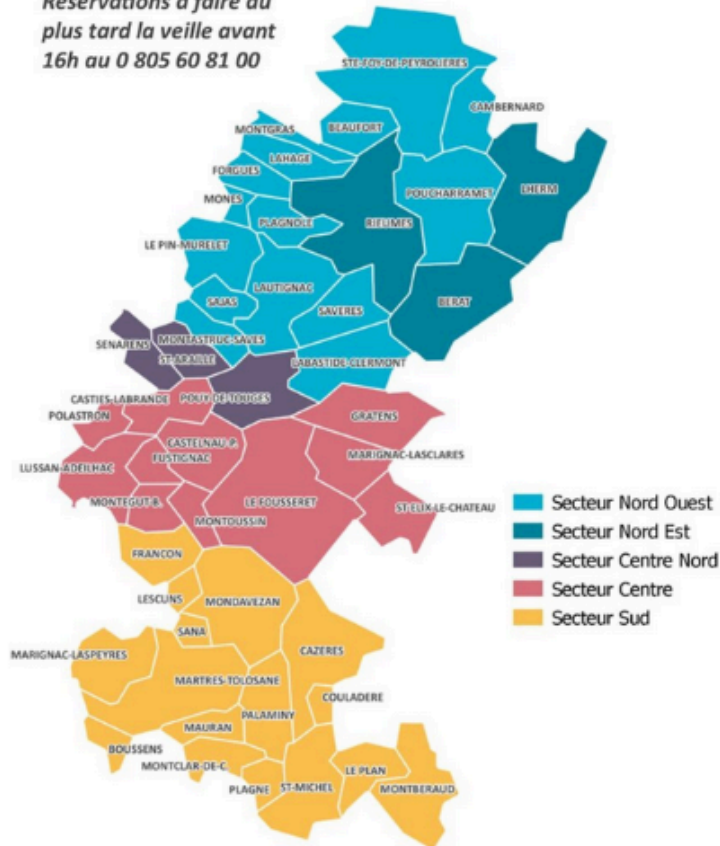 Réservations à faire au
plus tard la veille avant
16h au 0 805 60 81 00
STE-FOY-DE-PEYROLIERES
CAMBERNARD
MONTGRAS
BEAUFORT
LAHAGE
FORGUES
POUCHARRAMET
LHERM
MONES
PLAGNOLE
RIEUMES
LE PIN-MURELET
LAUTIGNAC
SAJAS
SAVERES
BERAT
SENARENS
MONTASTRUC-SAVES
ST-ARAILLE
LABASTIDE-CLERMONT
CASTIES-LABRANDE
POUY-DE-TOUGES
POLASTRON
GRATENS
CASTELNAU-P.
FUSTIGNAC
MARIGNAC-LASCLARES
LUSSAN-ADEILHAC
MONTEGUT-B.
LE FOUSSERET
ST-ELIX-LE-CHATEAU
MONTOUSSIN
Secteur Nord Ouest
Secteur Nord Est
Secteur Centre Nord
Secteur Centre
Secteur Sud
FRANCON
LESCUNS
MONDAVEZAN
SANA
MARIGNAC-LASPEYRES
CAZERES
MARTRES-TOLOSANE
COULADERE
PALAMINY
MAURAN
BOUSSENS
MONTCLAR-DE-C
LE PLAN
PLAGNE
ST-MICHEL
MONTBERAUD